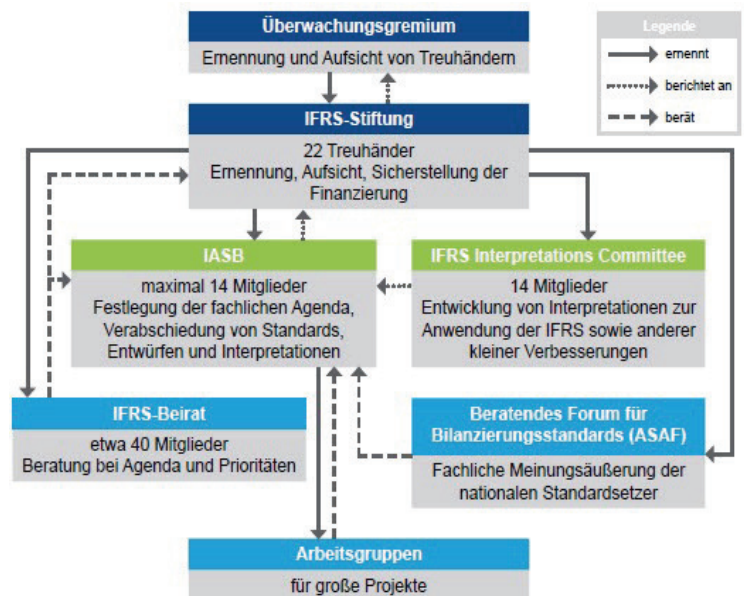 Überwachungsgremium
Ernennung und Aufsicht von Treuhändern
Legende
ernennt
berichtet an
berät
IFRS-Stiftung
22 Treuhänder
Ernennung, Aufsicht, Sicherstellung der
Finanzierung
IASB
maximal 14 Mitglieder
Festlegung der fachlichen Agenda,
Verabschiedung von Standards,
Entwürfen und Interpretationen
IFRS Interpretations Committee
14 Mitglieder
Entwicklung von Interpretationen zur
Anwendung der IFRS sowie anderer
kleiner Verbesserungen
IFRS-Beirat
etwa 40 Mitglieder
Beratung bei Agenda und Prioritäten
Beratendes Forum für
Bilanzierungsstandards (ASAF)
Fachliche Meinungsäußerung der
nationalen Standardsetzer
Arbeitsgruppen
für große Projekte